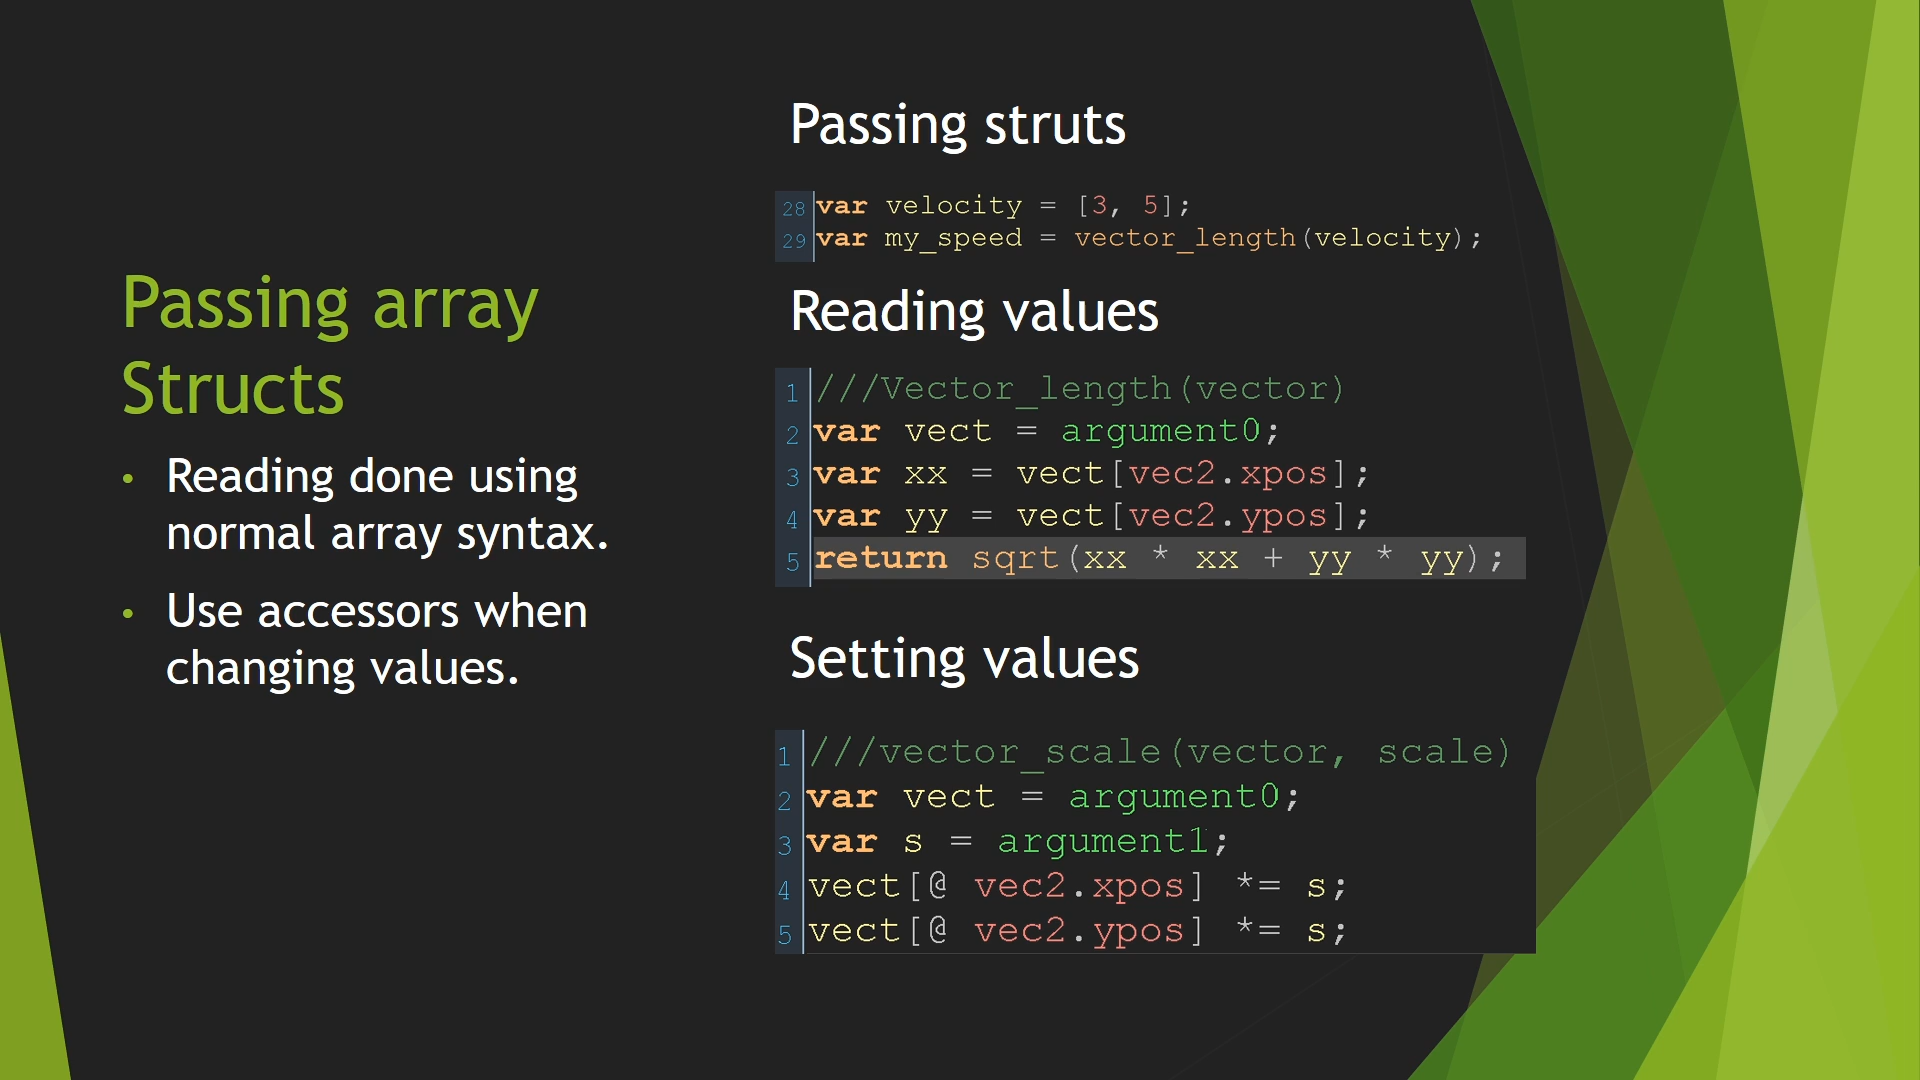 Passing array
Structs
• Reading done using
normal array syntax.
• Use accessors when
changing values.
Passing struts
28 var velocity = [3, 5];
29 var my_speed = vector_length(velocity);
Reading values
1 ///Vector_length(vector)
2 var vect = argument0;
3 var xx = vect[vec2.xpos];
4 var yy = vect[vec2.ypos];
5 return sqrt(xx * xx + yy * yy);
Setting values
1 ///vector_scale(vector, scale)
2 var vect = argument0;
3 var s = argument1;
4 vect[@ vec2.xpos] *= s;
5 vect[@ vec2.ypos] *= s;